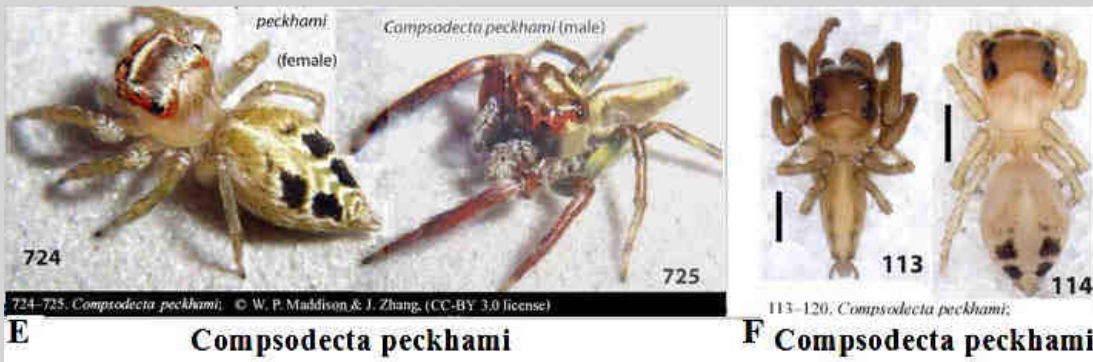 peckhami
(female)
Compsodecta peckhami (male)
724
725
724–725. Compsodecta peckhami; © W. P. Maddison & J. Zhang, (CC-BY 3.0 license)
113
114
113–120. Compsodecta peckhami;
E Compsodecta peckhami
F Compsodecta peckhami